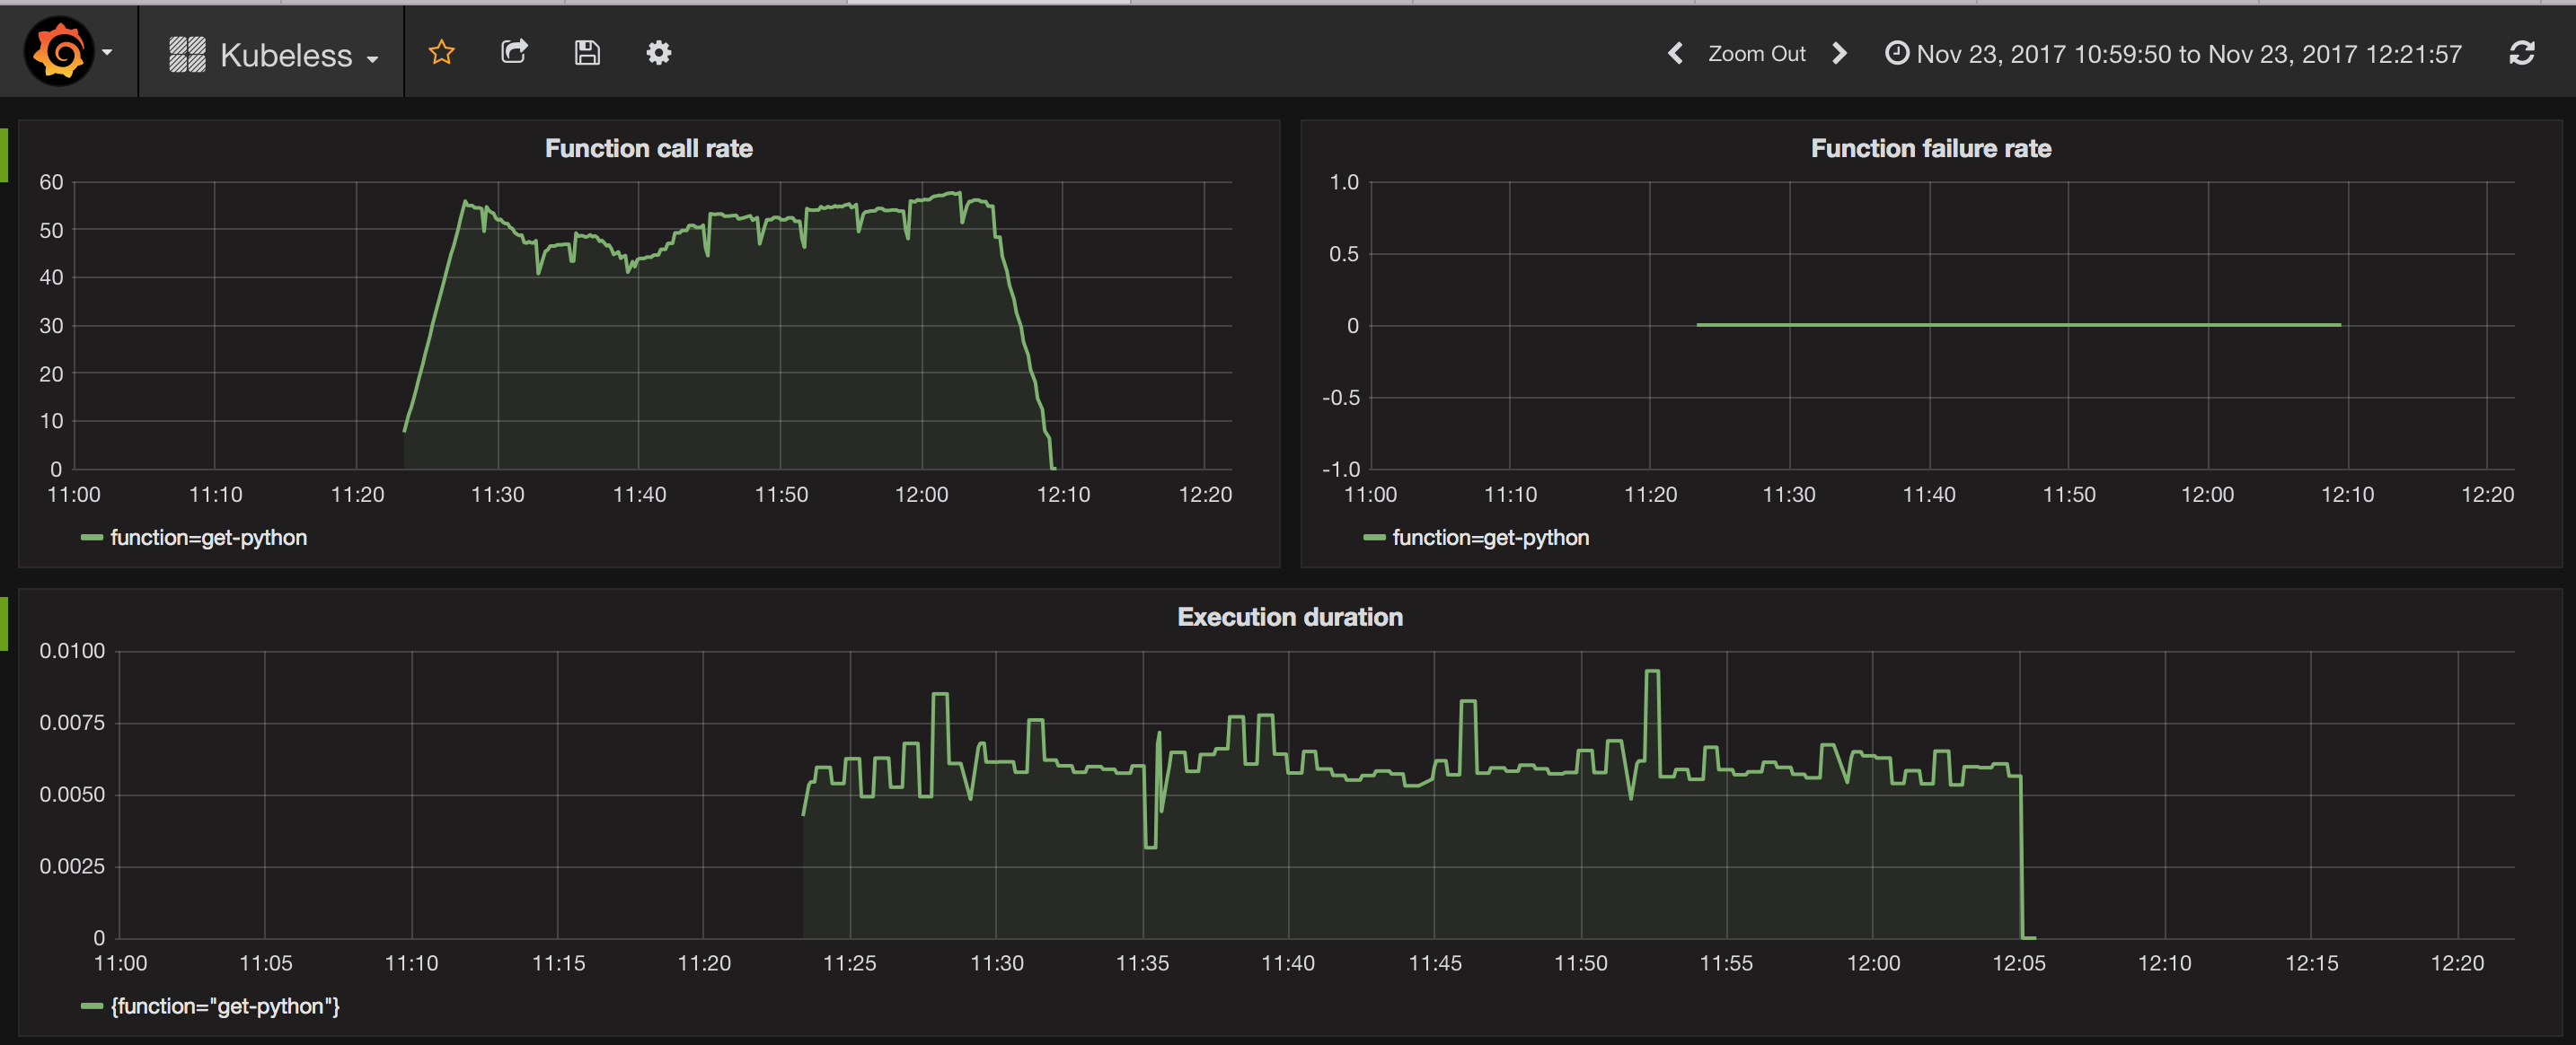 Kubeless
Zoom Out
Nov 23, 2017 10:59:50 to Nov 23, 2017 12:21:57
Function call rate
60
50
40
30
20
10
0
11:00 11:10 11:20 11:30 11:40 11:50 12:00 12:10 12:20
function=get-python
Function failure rate
1.0
0.5
0
-0.5
-1.0
11:00 11:10 11:20 11:30 11:40 11:50 12:00 12:10 12:20
function=get-python
Execution duration
0.0100
0.0075
0.0050
0.0025
0
11:00 11:05 11:10 11:15 11:20 11:25 11:30 11:35 11:40 11:45 11:50 11:55 12:00 12:05 12:10 12:15 12:20
{function="get-python"}